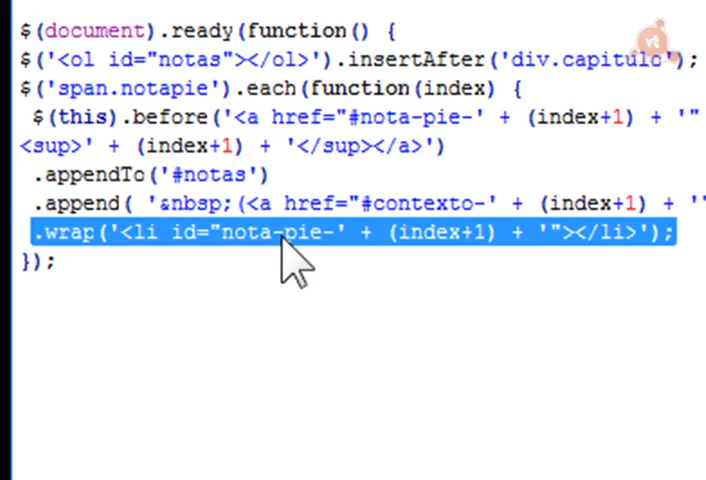 $(document).ready(function() {
$('<ol id="notas"></ol>').insertAfter('div.capitulo');
$('span.notapie').each(function(index) {
$(this).before('<a href="#nota-pie-' + (index+1) + '"
<sup>' + (index+1) + '</sup></a>')
.appendTo('#notas')
.append( '&nbsp;(<a href="#contexto-' + (index+1) + '"
.wrap('<li id="nota-pie-' + (index+1) + '"></li>');
});
vt